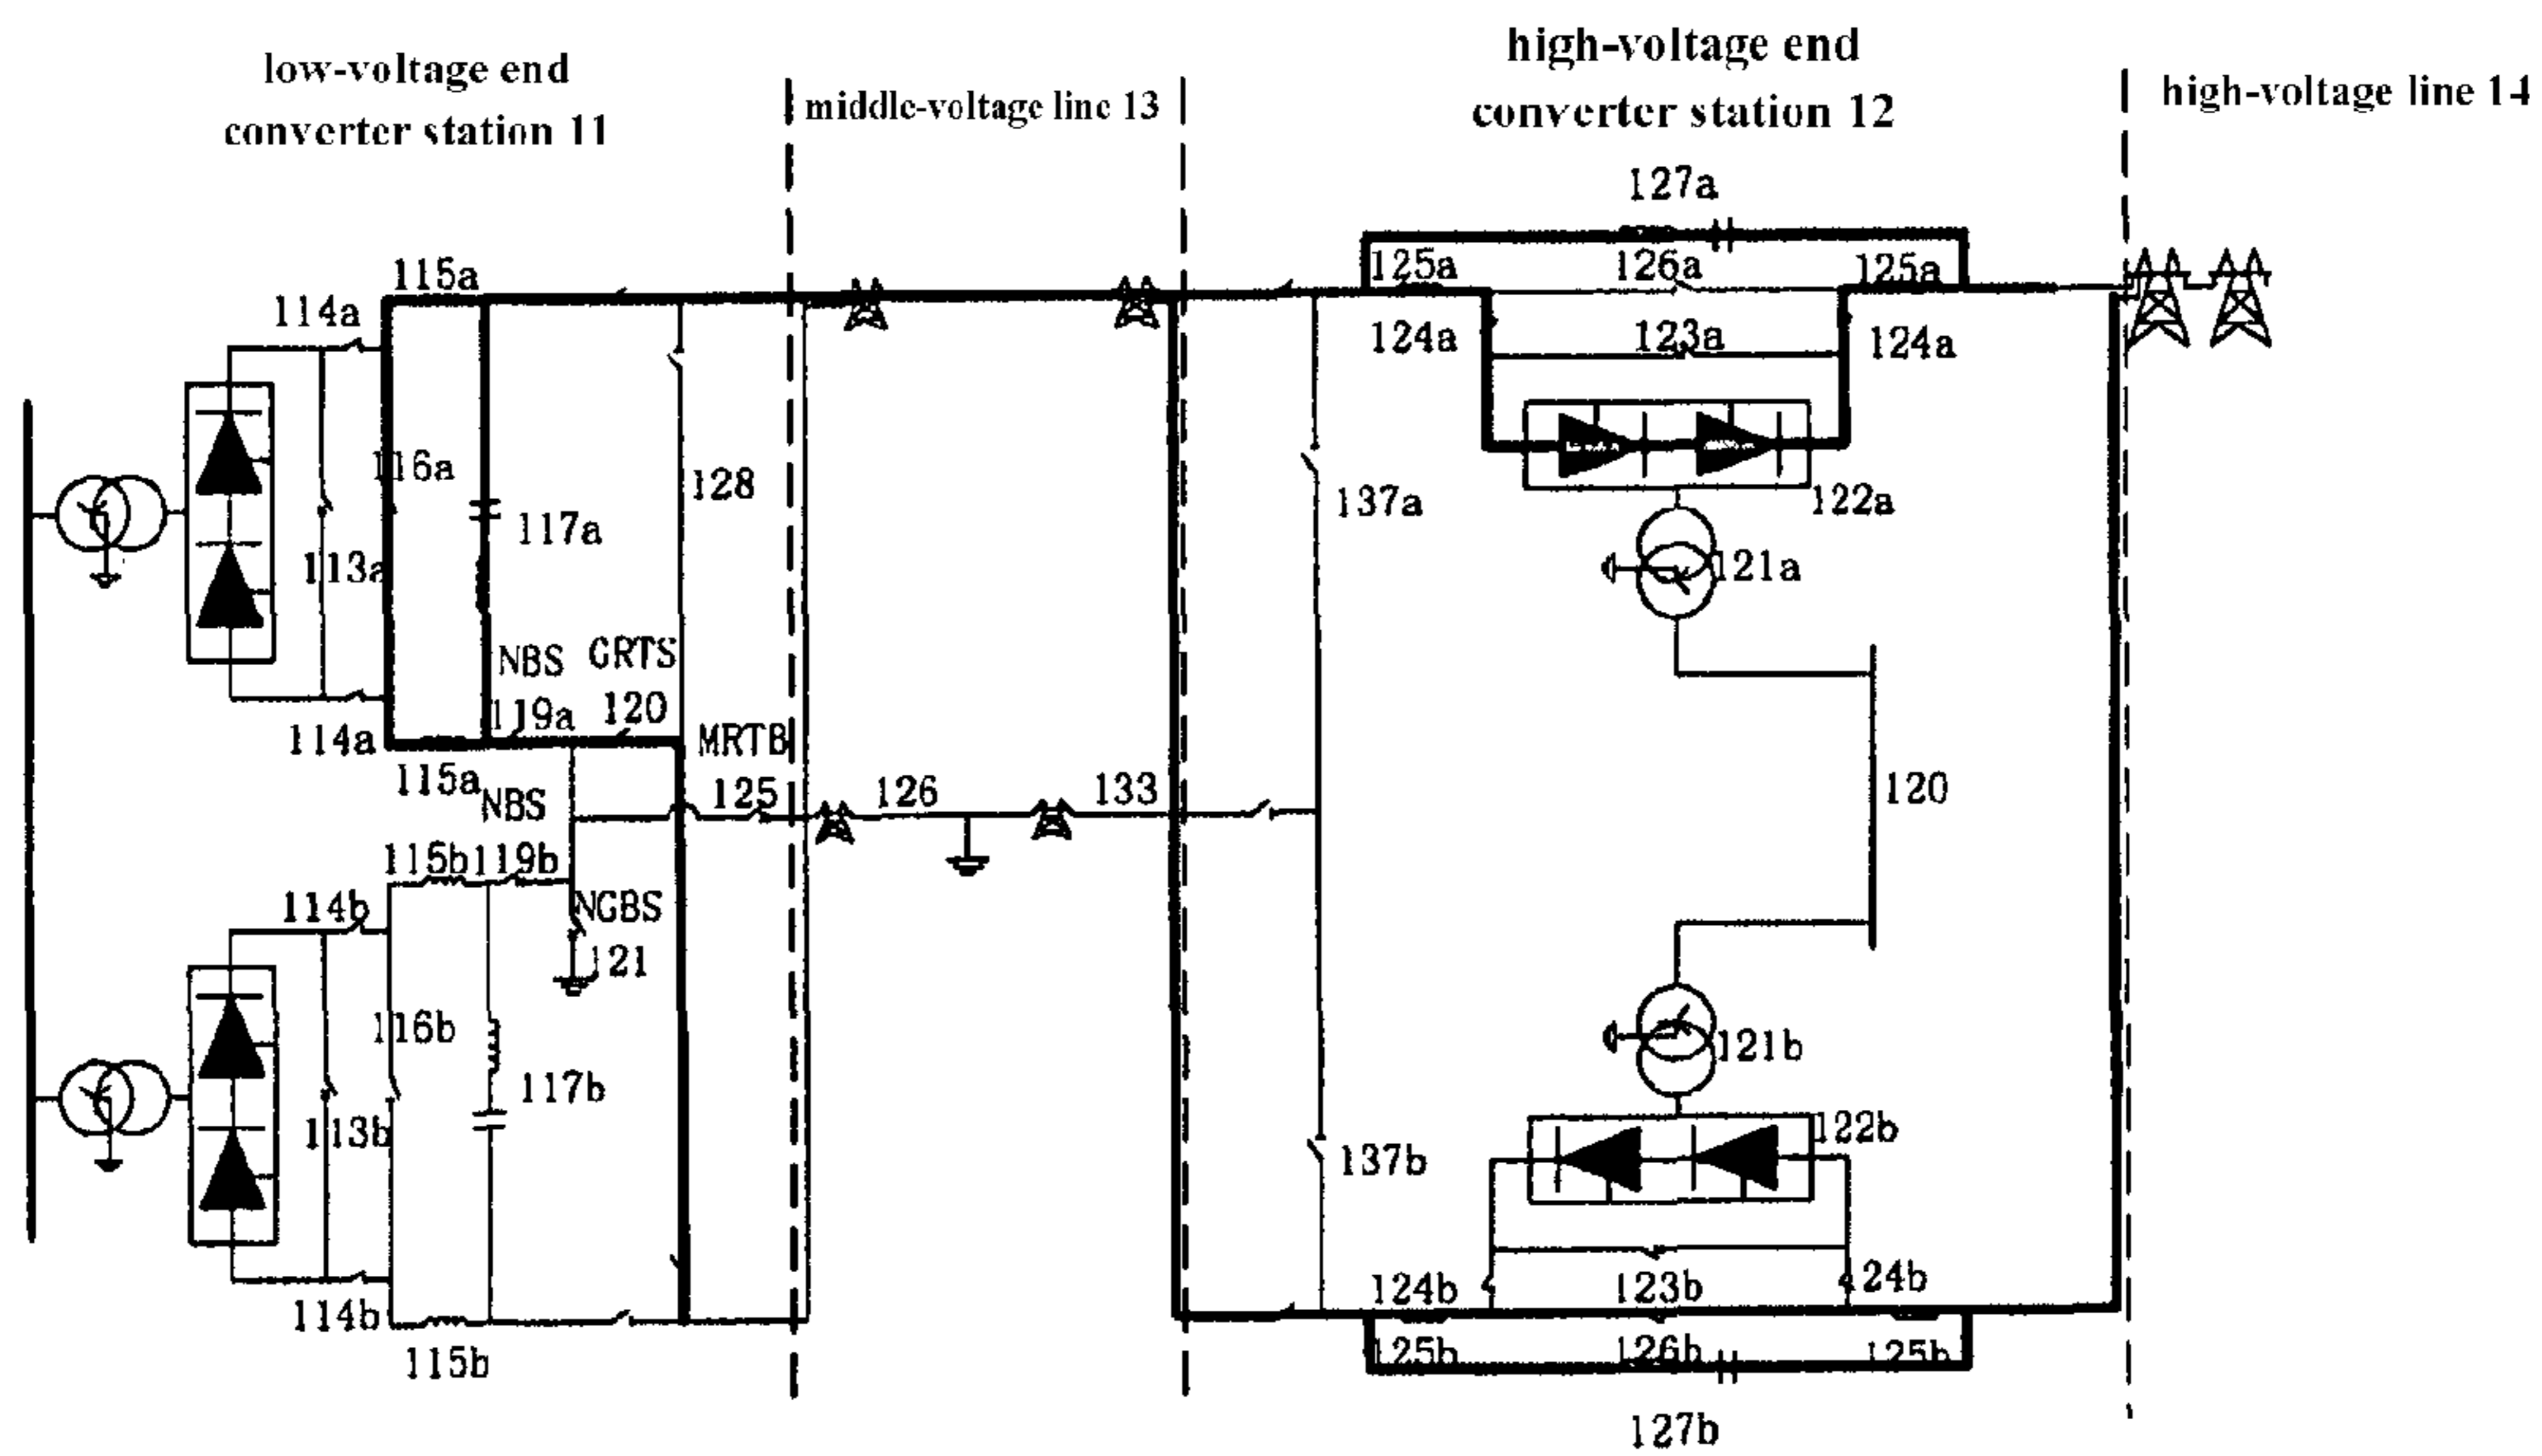 low-voltage end
converter station 11
middle-voltage line 13
high-voltage end
converter station 12
high-voltage line 14
127a
115a
125a
126a
125a
114a
124a
123a
124a
116a
128
117a
137a
122a
113a
121a
NBS
GRTS
119a
120
114a
MRTB
115a
NBS
125
126
133
120
115b
119b
114b
NGBS
121
116b
121b
117b
113b
122b
137b
124b
123b
24b
114b
125b
126b
125b
115b
127b